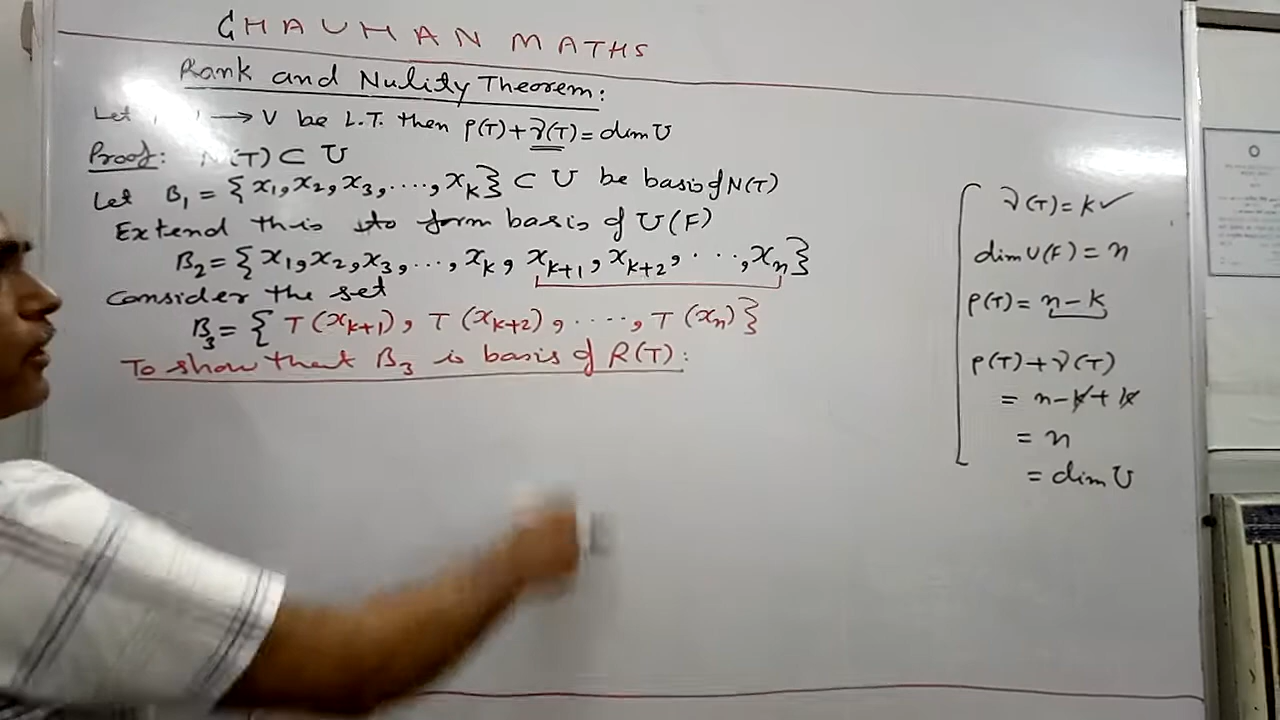 CHAUHAN MATHS
Rank and Nulity Theorem:
Let → V be L.T. then ρ(T)+ν(T)=dim U
Proof: N(T)⊂U
Let B₁ = {x₁,x₂,x₃,....,xₖ}⊂U be basis of N(T)
Extend this to form basis of U(F)
B₂={x₁,x₂,x₃,...,xₖ, xₖ₊₁,xₖ₊₂,...,xₙ}
Consider the set
B₃={T(xₖ₊₁), T(xₖ₊₂),....,T(xₙ)}
To show that B₃ is basis of R(T):
ν(T)=k✓
dim U(F)=n
ρ(T)=n-k
ρ(T)+ν(T)
= n-k+k
= n
= dim U